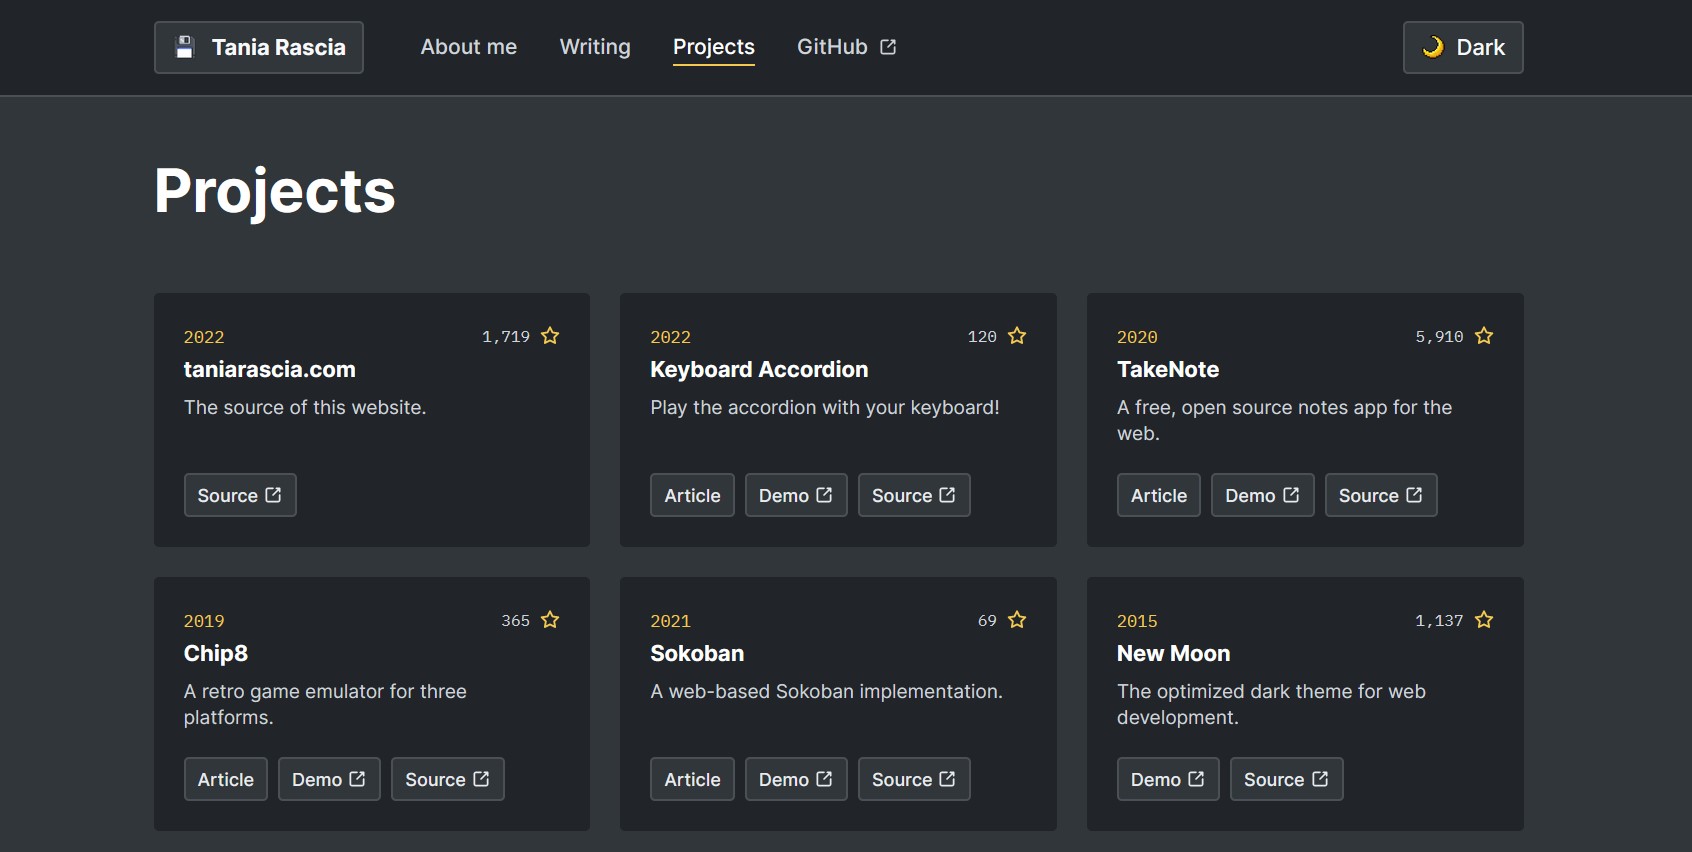 Tania Rascia About me Writing Projects GitHub Dark
Projects
2022 1,719
taniarascia.com
The source of this website.
Source
2022 120
Keyboard Accordion
Play the accordion with your keyboard!
Article Demo Source
2020 5,910
TakeNote
A free, open source notes app for the
web.
Article Demo Source
2019 365
Chip8
A retro game emulator for three
platforms.
Article Demo Source
2021 69
Sokoban
A web-based Sokoban implementation.
Article Demo Source
2015 1,137
New Moon
The optimized dark theme for web
development.
Demo Source